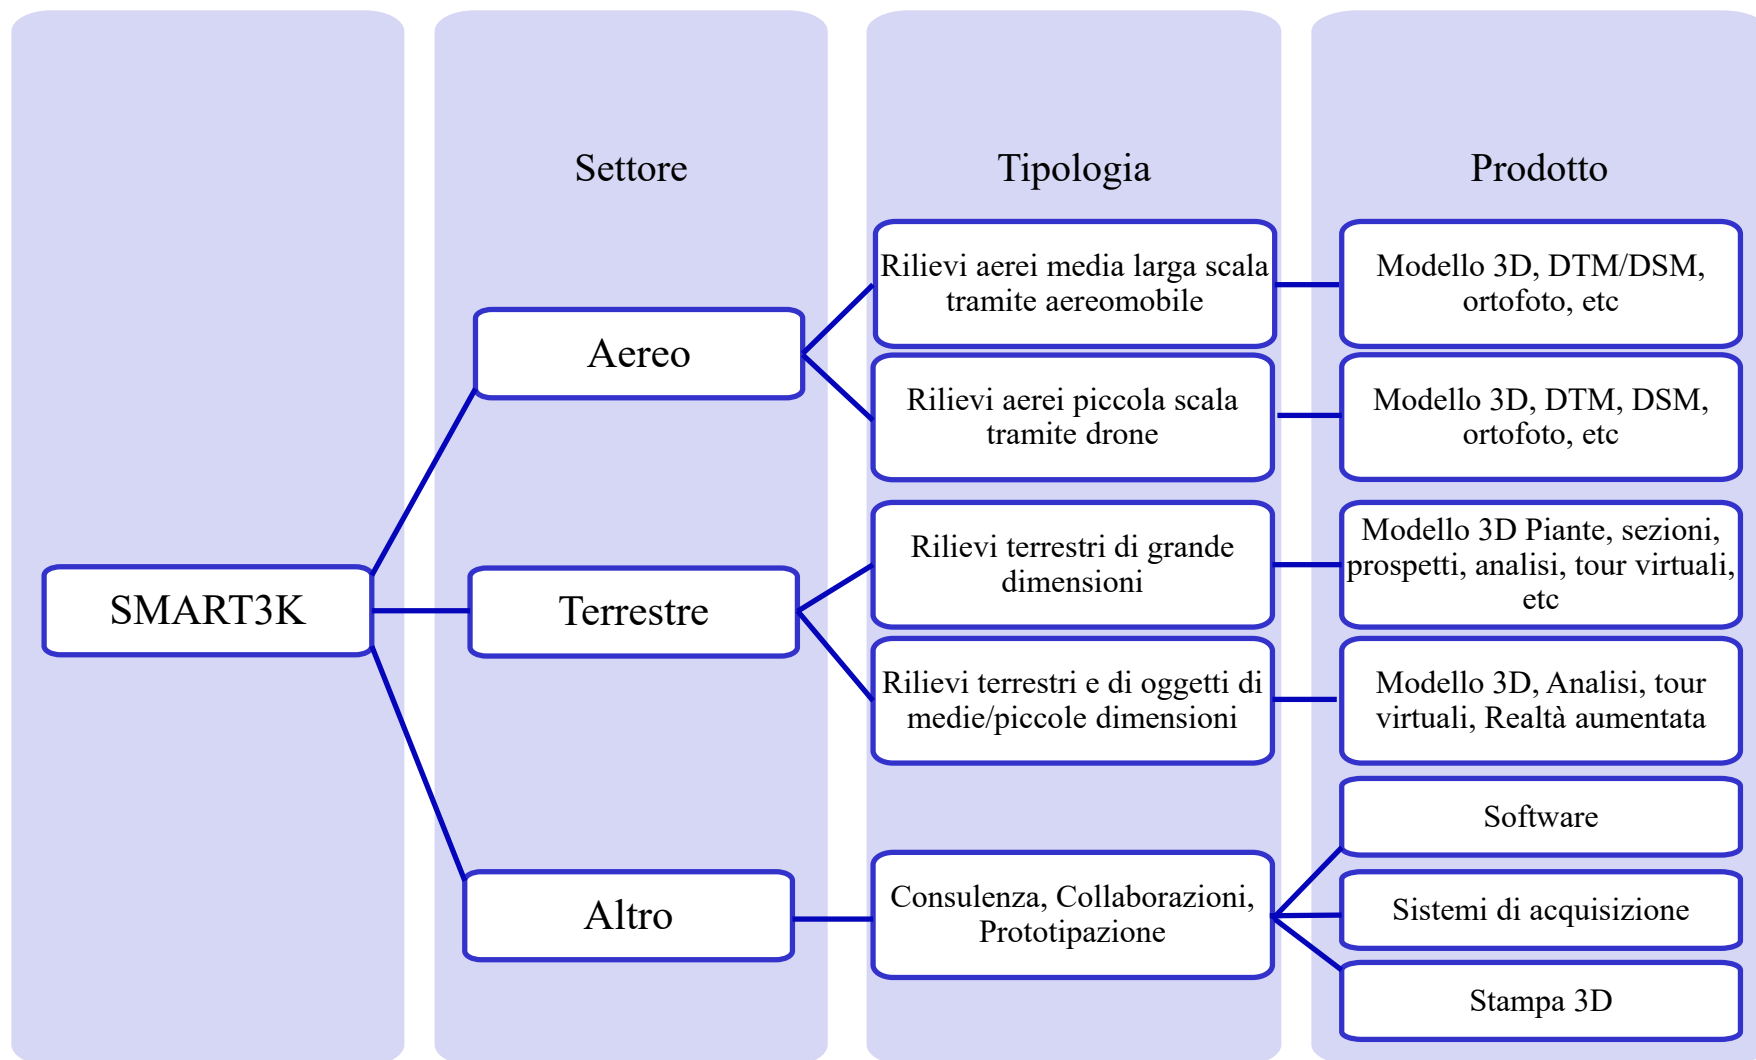 Settore
Tipologia
Prodotto
Rilievi aerei media larga scala
tramite aereomobile
Modello 3D, DTM/DSM,
ortofoto, etc
Aereo
Rilievi aerei piccola scala
tramite drone
Modello 3D, DTM, DSM,
ortofoto, etc
SMART3K
Terrestre
Rilievi terrestri di grande
dimensioni
Modello 3D Piante, sezioni,
prospetti, analisi, tour virtuali,
etc
Rilievi terrestri e di oggetti di
medie/piccole dimensioni
Modello 3D, Analisi, tour
virtuali, Realtà aumentata
Altro
Consulenza, Collaborazioni,
Prototipazione
Software
Sistemi di acquisizione
Stampa 3D